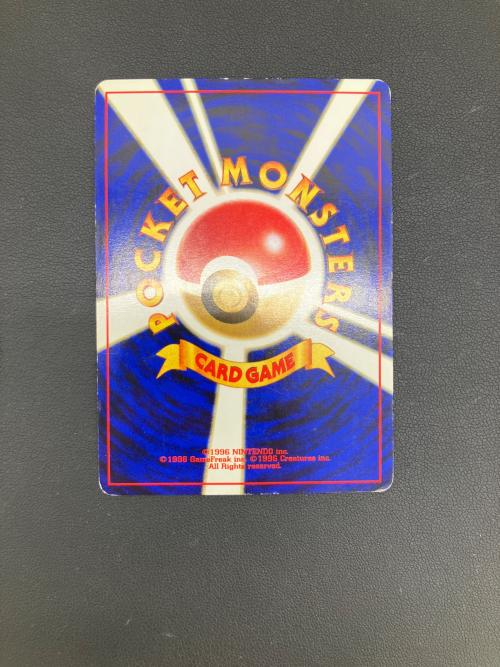 POCKET MONSTERS
CARD GAME
©1996 NINTENDO inc.
©1996 GameFreak inc. ©1996 Creatures inc.
All Rights reserved.